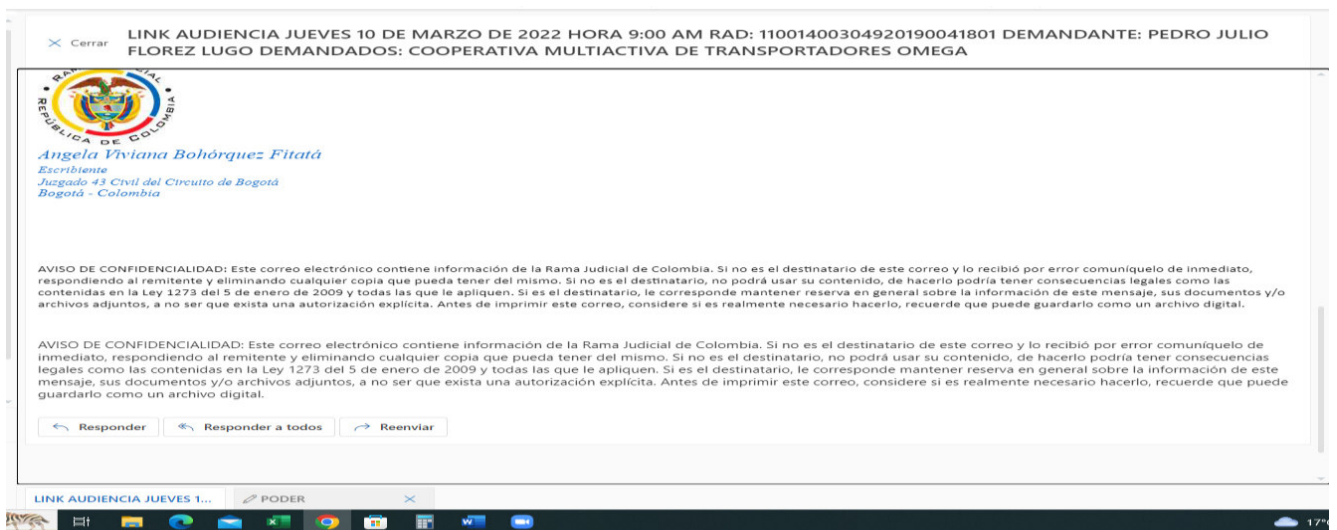 Cerrar
LINK AUDIENCIA JUEVES 10 DE MARZO DE 2022 HORA 9:00 AM RAD: 11001400304920190041801 DEMANDANTE: PEDRO JULIO
FLOREZ LUGO DEMANDADOS: COOPERATIVA MULTIACTIVA DE TRANSPORTADORES OMEGA
REPÚBLICA DE COLOMBIA
Angela Viviana Bohórquez Fitatá
Escribiente
Juzgado 43 Civil del Circuito de Bogotá
Bogotá - Colombia
AVISO DE CONFIDENCIALIDAD: Este correo electrónico contiene información de la Rama Judicial de Colombia. Si no es el destinatario de este correo y lo recibió por error comuníquelo de inmediato,
respondiendo al remitente y eliminando cualquier copia que pueda tener del mismo. Si no es el destinatario, no podrá usar su contenido, de hacerlo podría tener consecuencias legales como las
contenidas en la Ley 1273 del 5 de enero de 2009 y todas las que le apliquen. Si es el destinatario, le corresponde mantener reserva en general sobre la información de este mensaje, sus documentos y/o
archivos adjuntos, a no ser que exista una autorización explícita. Antes de imprimir este correo, considere si es realmente necesario hacerlo, recuerde que puede guardarlo como un archivo digital.
AVISO DE CONFIDENCIALIDAD: Este correo electrónico contiene información de la Rama Judicial de Colombia. Si no es el destinatario de este correo y lo recibió por error comuníquelo de
inmediato, respondiendo al remitente y eliminando cualquier copia que pueda tener del mismo. Si no es el destinatario, no podrá usar su contenido, de hacerlo podría tener consecuencias
legales como las contenidas en la Ley 1273 del 5 de enero de 2009 y todas las que le apliquen. Si es el destinatario, le corresponde mantener reserva en general sobre la información de este
mensaje, sus documentos y/o archivos adjuntos, a no ser que exista una autorización explícita. Antes de imprimir este correo, considere si es realmente necesario hacerlo, recuerde que puede
guardarlo como un archivo digital.
Responder
Responder a todos
Reenviar
LINK AUDIENCIA JUEVES 1...
PODER